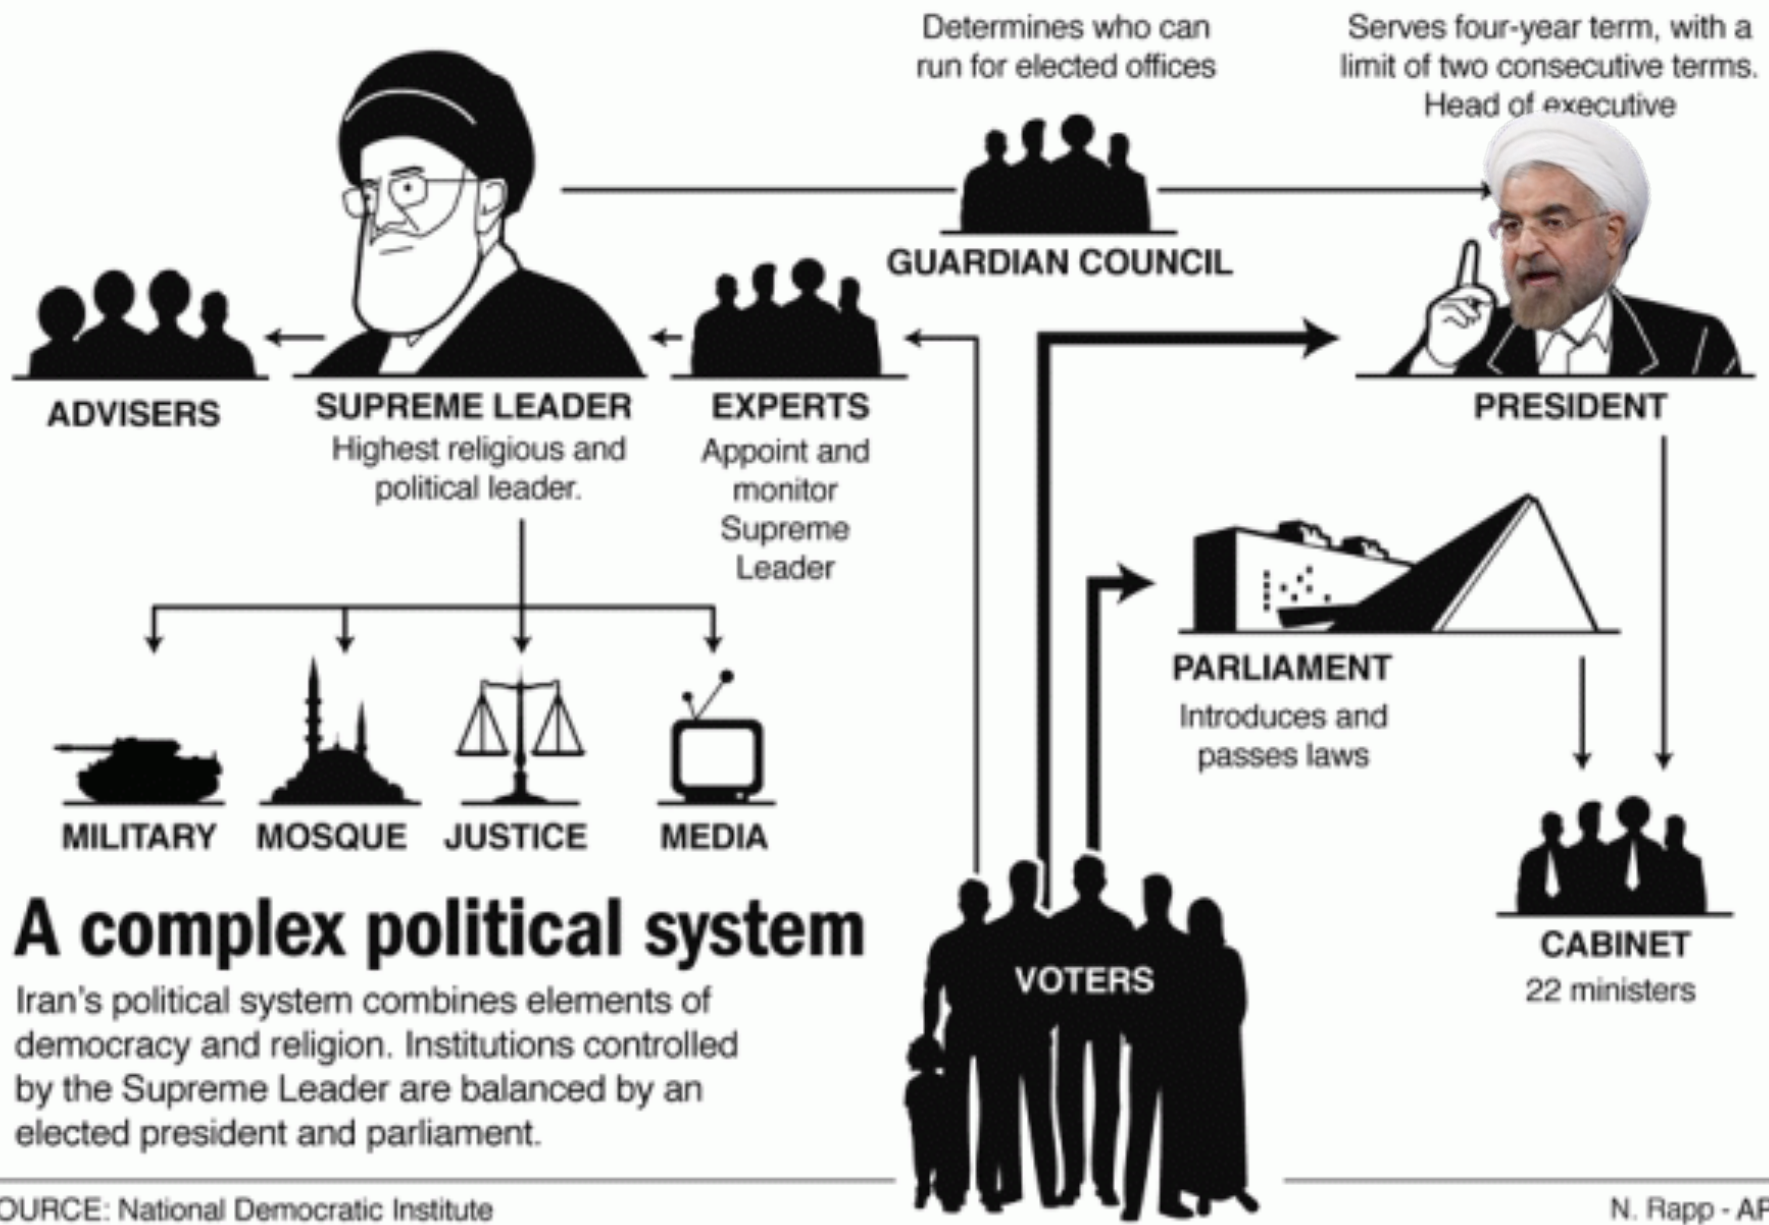 Determines who can
run for elected offices
Serves four-year term, with a
limit of two consecutive terms.
Head of executive
GUARDIAN COUNCIL
ADVISERS
SUPREME LEADER
Highest religious and
political leader.
EXPERTS
Appoint and
monitor
Supreme
Leader
PRESIDENT
PARLIAMENT
Introduces and
passes laws
MILITARY
MOSQUE
JUSTICE
MEDIA
CABINET
22 ministers
VOTERS
A complex political system
Iran's political system combines elements of
democracy and religion. Institutions controlled
by the Supreme Leader are balanced by an
elected president and parliament.
OURCE: National Democratic Institute
N. Rapp - AP